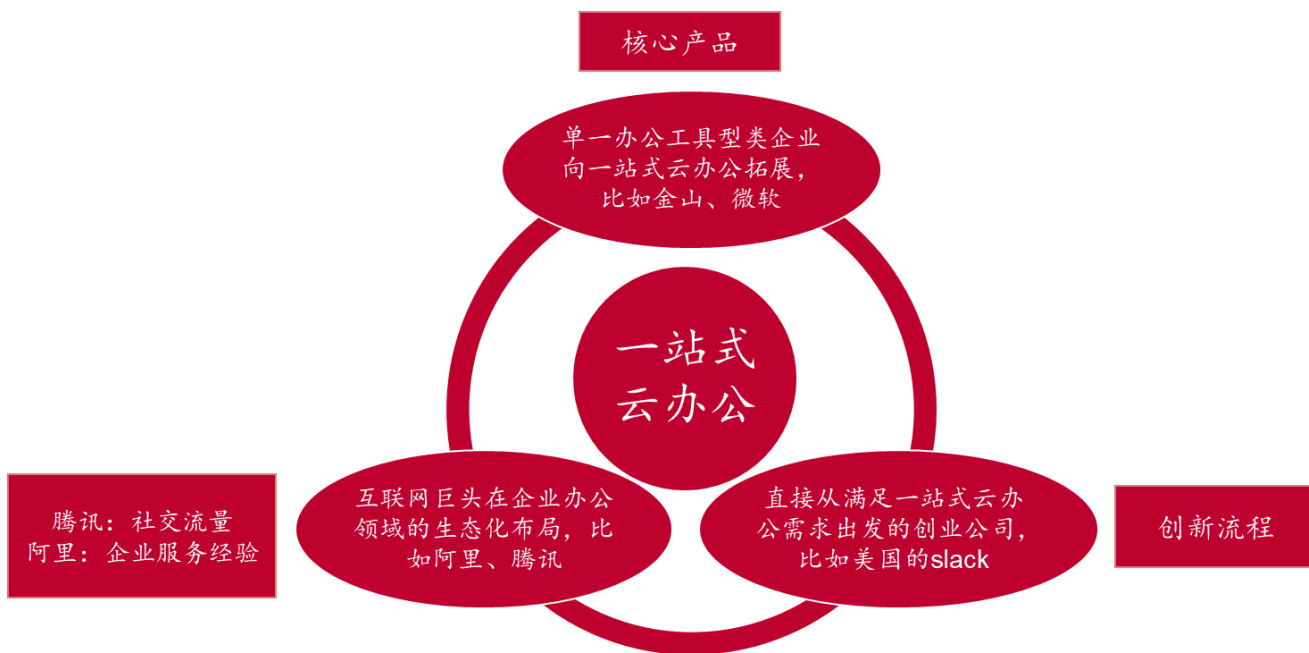 核心产品
单一办公工具型类企业
向一站式云办公拓展，
比如金山、微软
一站式
云办公
腾讯：社交流量
阿里：企业服务经验
互联网巨头在企业办公
领域的生态化布局，比
如阿里、腾讯
直接从满足一站式云办
公需求出发的创业公司，
比如美国的slack
创新流程